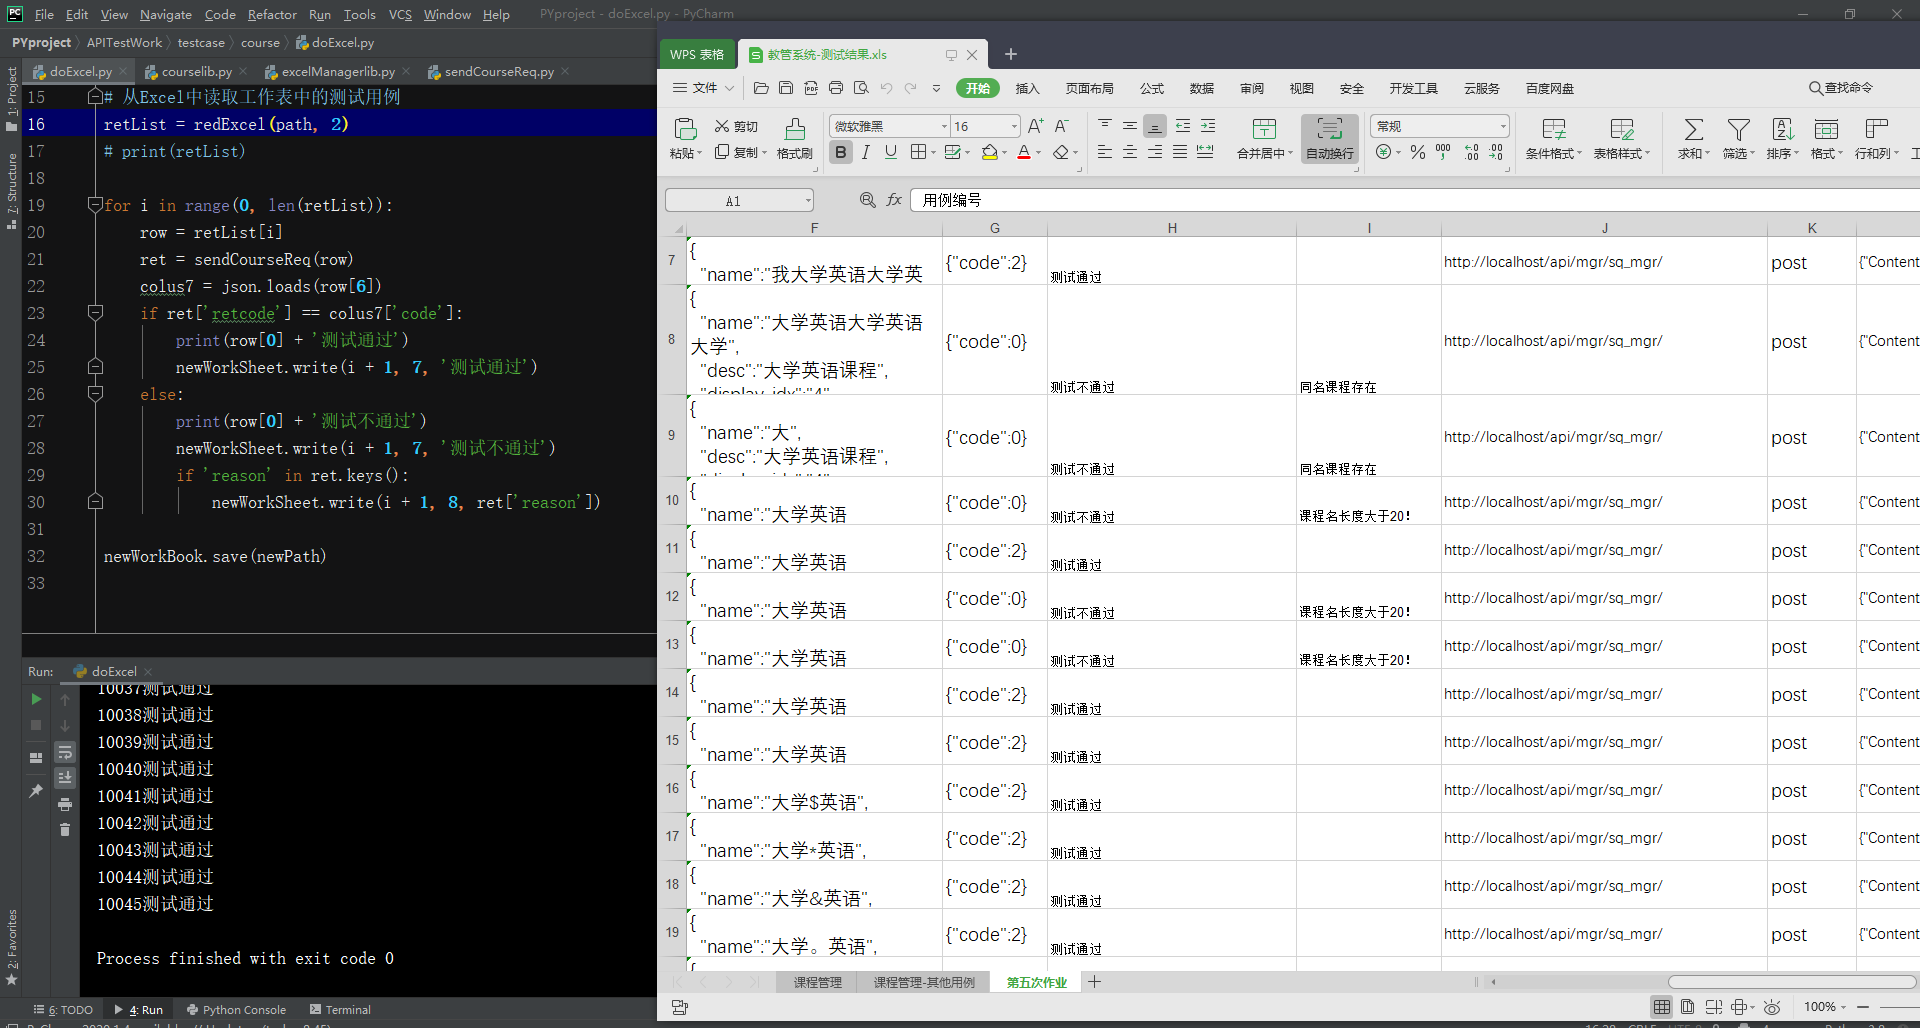 File Edit View Navigate Code Refactor Run Tools VCS Window Help PYproject - doExcel.py - PyCharm
PYproject APITestWork testcase course doExcel.py
doExcel.py courselib.py excelManagerlib.py sendCourseReq.py
1: Project
7: Structure
2: Favorites
15 # 从Excel中读取工作表中的测试用例
16 retList = redExcel(path, 2)
17 # print(retList)
18
19 for i in range(0, len(retList)):
20 row = retList[i]
21 ret = sendCourseReq(row)
22 colus7 = json.loads(row[6])
23 if ret['retcode'] == colus7['code']:
24 print(row[0] + '测试通过')
25 newWorkSheet.write(i + 1, 7, '测试通过')
26 else:
27 print(row[0] + '测试不通过')
28 newWorkSheet.write(i + 1, 7, '测试不通过')
29 if 'reason' in ret.keys():
30 newWorkSheet.write(i + 1, 8, ret['reason'])
31
32 newWorkBook.save(newPath)
33
Run: doExcel
10037测试通过
10038测试通过
10039测试通过
10040测试通过
10041测试通过
10042测试通过
10043测试通过
10044测试通过
10045测试通过
Process finished with exit code 0
6: TODO 4: Run Python Console Terminal
WPS 表格 教管系统-测试结果.xls
文件 开始 插入 页面布局 公式 数据 审阅 视图 安全 开发工具 云服务 百度网盘 查找命令
粘贴 剪切 复制 格式刷 微软雅黑 16 A+ A- B I U A 合并居中 自动换行 常规 % 000 条件格式 表格样式 求和 筛选 排序 格式 行和列
A1 fx 用例编号
F G H I J K
7 { "name":"我大学英语大学英 {"code":2} 测试通过 http://localhost/api/mgr/sq_mgr/ post {"Content
8 {
"name":"大学英语大学英语
大学",
"desc":"大学英语课程",
"display_idx":"4" {"code":0} 测试不通过 同名课程存在 http://localhost/api/mgr/sq_mgr/ post {"Content
9 {
"name":"大",
"desc":"大学英语课程",
{"code":0} 测试不通过 同名课程存在 http://localhost/api/mgr/sq_mgr/ post {"Content
10 { "name":"大学英语 {"code":0} 测试不通过 课程名长度大于20! http://localhost/api/mgr/sq_mgr/ post {"Content
11 { "name":"大学英语 {"code":2} 测试通过 http://localhost/api/mgr/sq_mgr/ post {"Content
12 { "name":"大学英语 {"code":0} 测试不通过 课程名长度大于20! http://localhost/api/mgr/sq_mgr/ post {"Content
13 { "name":"大学英语 {"code":0} 测试不通过 课程名长度大于20! http://localhost/api/mgr/sq_mgr/ post {"Content
14 { "name":"大学英语 {"code":2} 测试通过 http://localhost/api/mgr/sq_mgr/ post {"Content
15 { "name":"大学英语 {"code":2} 测试通过 http://localhost/api/mgr/sq_mgr/ post {"Content
16 { "name":"大学$英语", {"code":2} 测试通过 http://localhost/api/mgr/sq_mgr/ post {"Content
17 { "name":"大学*英语", {"code":2} 测试通过 http://localhost/api/mgr/sq_mgr/ post {"Content
18 { "name":"大学&英语", {"code":2} 测试通过 http://localhost/api/mgr/sq_mgr/ post {"Content
19 { "name":"大学。英语", {"code":2} 测试通过 http://localhost/api/mgr/sq_mgr/ post {"Content
{
课程管理 课程管理-其他用例 第五次作业
100%